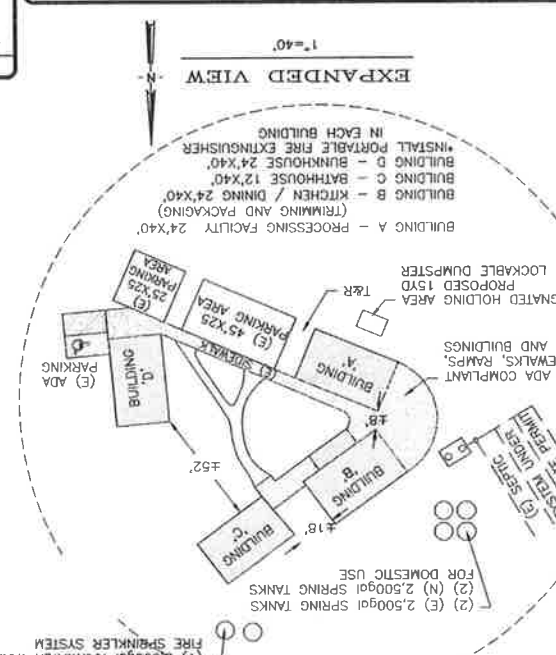 FIRE SPRINKLER SYSTEM
(2) (E) 2,500gal SPRING TANKS
(2) (N) 2,500gal SPRING TANKS
FOR DOMESTIC USE
BUILDING
'C'
±18'
(E) SEPTIC
SYSTEM UNDER
PERMIT
BUILDING
'B'
±52'
±8'
ADA COMPLIANT
EWALKS, RAMPS,
AND BUILDINGS
BUILDING
'A'
BUILDING
'D'
(E) ADA
PARKING
(E) SIDEWALK
(E)
45'X25
PARKING AREA
(E)
25'X25
PARKING
AREA
T&R
GNATED HOLDING AREA
PROPOSED 15YD
LOCKABLE DUMPSTER
BUILDING A - PROCESSING FACILITY 24'X40'
(TRIMMING AND PACKAGING)
BUILDING B - KITCHEN / DINING 24'X40'
BUILDING C - BATHHOUSE 12'X40'
BUILDING D - BUNKHOUSE 24'X40'
*INSTALL PORTABLE FIRE EXTINGUISHER
IN EACH BUILDING
EXPANDED VIEW
-N-
1"=40'